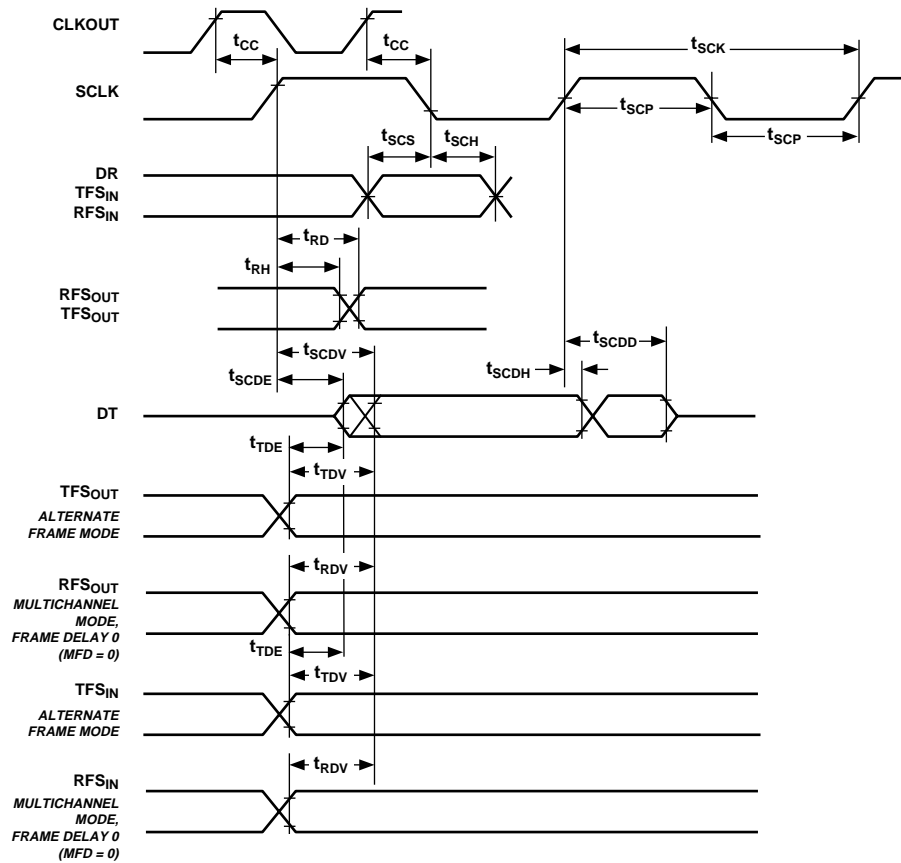 CLKOUT
tCC
tCC
tSCK
SCLK
tSCP
tSCP
tSCS
tSCH
DR
TFSIN
RFSIN
tRD
tRH
RFSOUT
TFSOUT
tSCDV
tSCDD
tSCDE
tSCDH
DT
tTDE
tTDV
TFSOUT
ALTERNATE
FRAME MODE
tRDV
RFSOUT
MULTICHANNEL
MODE,
FRAME DELAY 0
(MFD = 0)
tTDE
tTDV
TFSIN
ALTERNATE
FRAME MODE
tRDV
RFSIN
MULTICHANNEL
MODE,
FRAME DELAY 0
(MFD = 0)